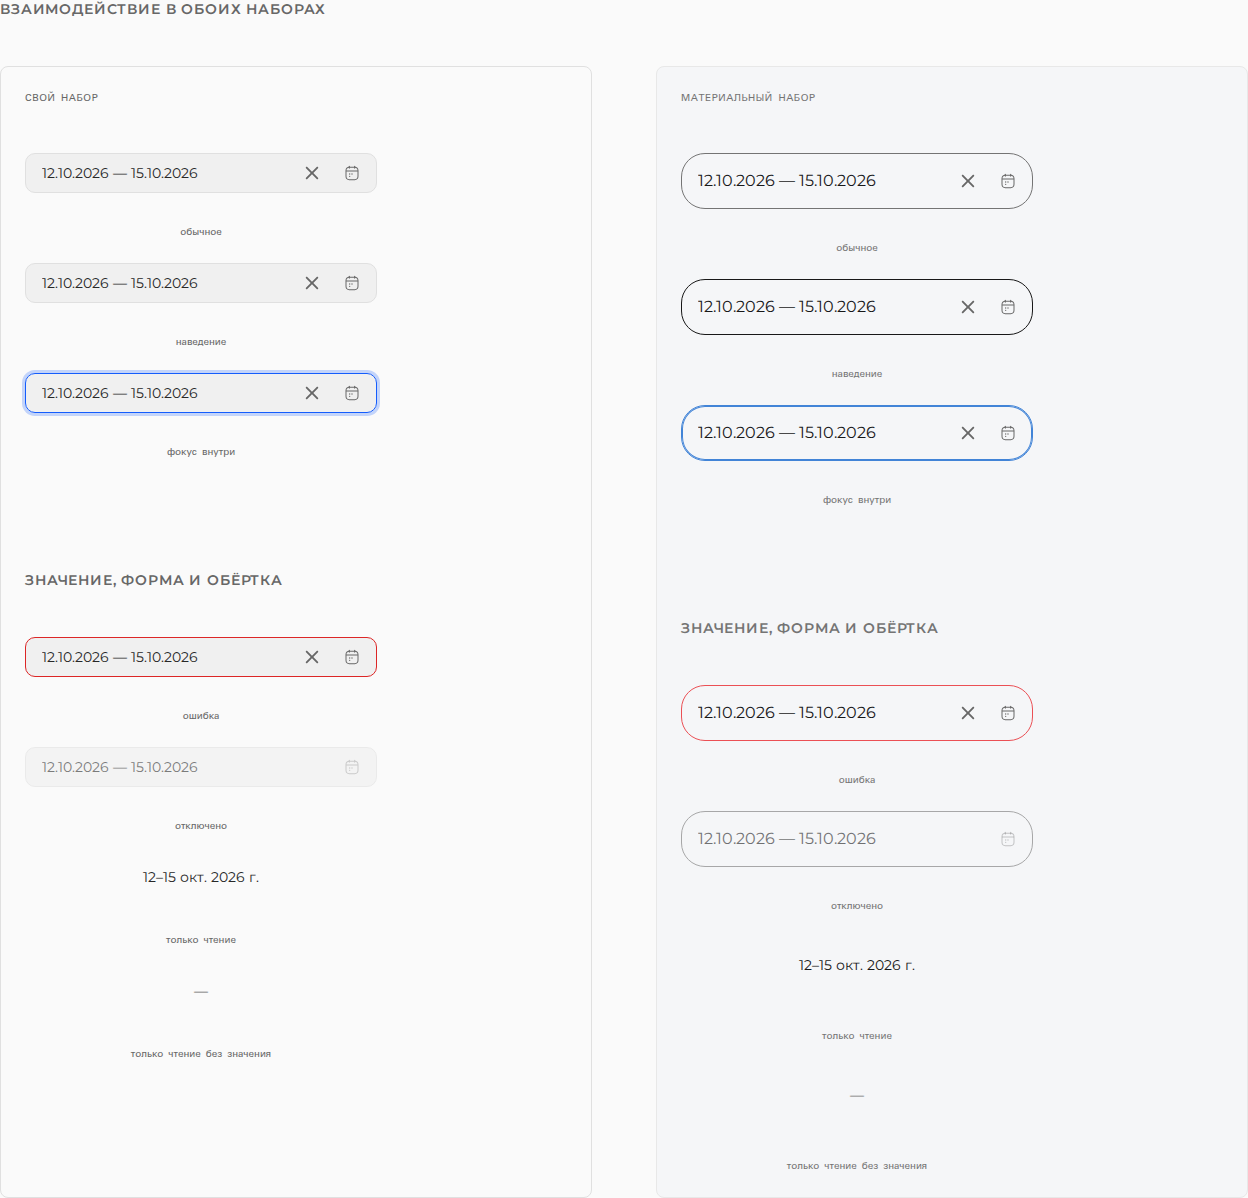 ВЗАИМОДЕЙСТВИЕ В ОБОИХ НАБОРАХ
СВОЙ НАБОР
12.10.2026 — 15.10.2026
обычное
12.10.2026 — 15.10.2026
наведение
12.10.2026 — 15.10.2026
фокус внутри
ЗНАЧЕНИЕ, ФОРМА И ОБЁРТКА
12.10.2026 — 15.10.2026
ошибка
12.10.2026 — 15.10.2026
отключено
12–15 окт. 2026 г.
только чтение
—
только чтение без значения
МАТЕРИАЛЬНЫЙ НАБОР
12.10.2026 — 15.10.2026
обычное
12.10.2026 — 15.10.2026
наведение
12.10.2026 — 15.10.2026
фокус внутри
ЗНАЧЕНИЕ, ФОРМА И ОБЁРТКА
12.10.2026 — 15.10.2026
ошибка
12.10.2026 — 15.10.2026
отключено
12–15 окт. 2026 г.
только чтение
—
только чтение без значения